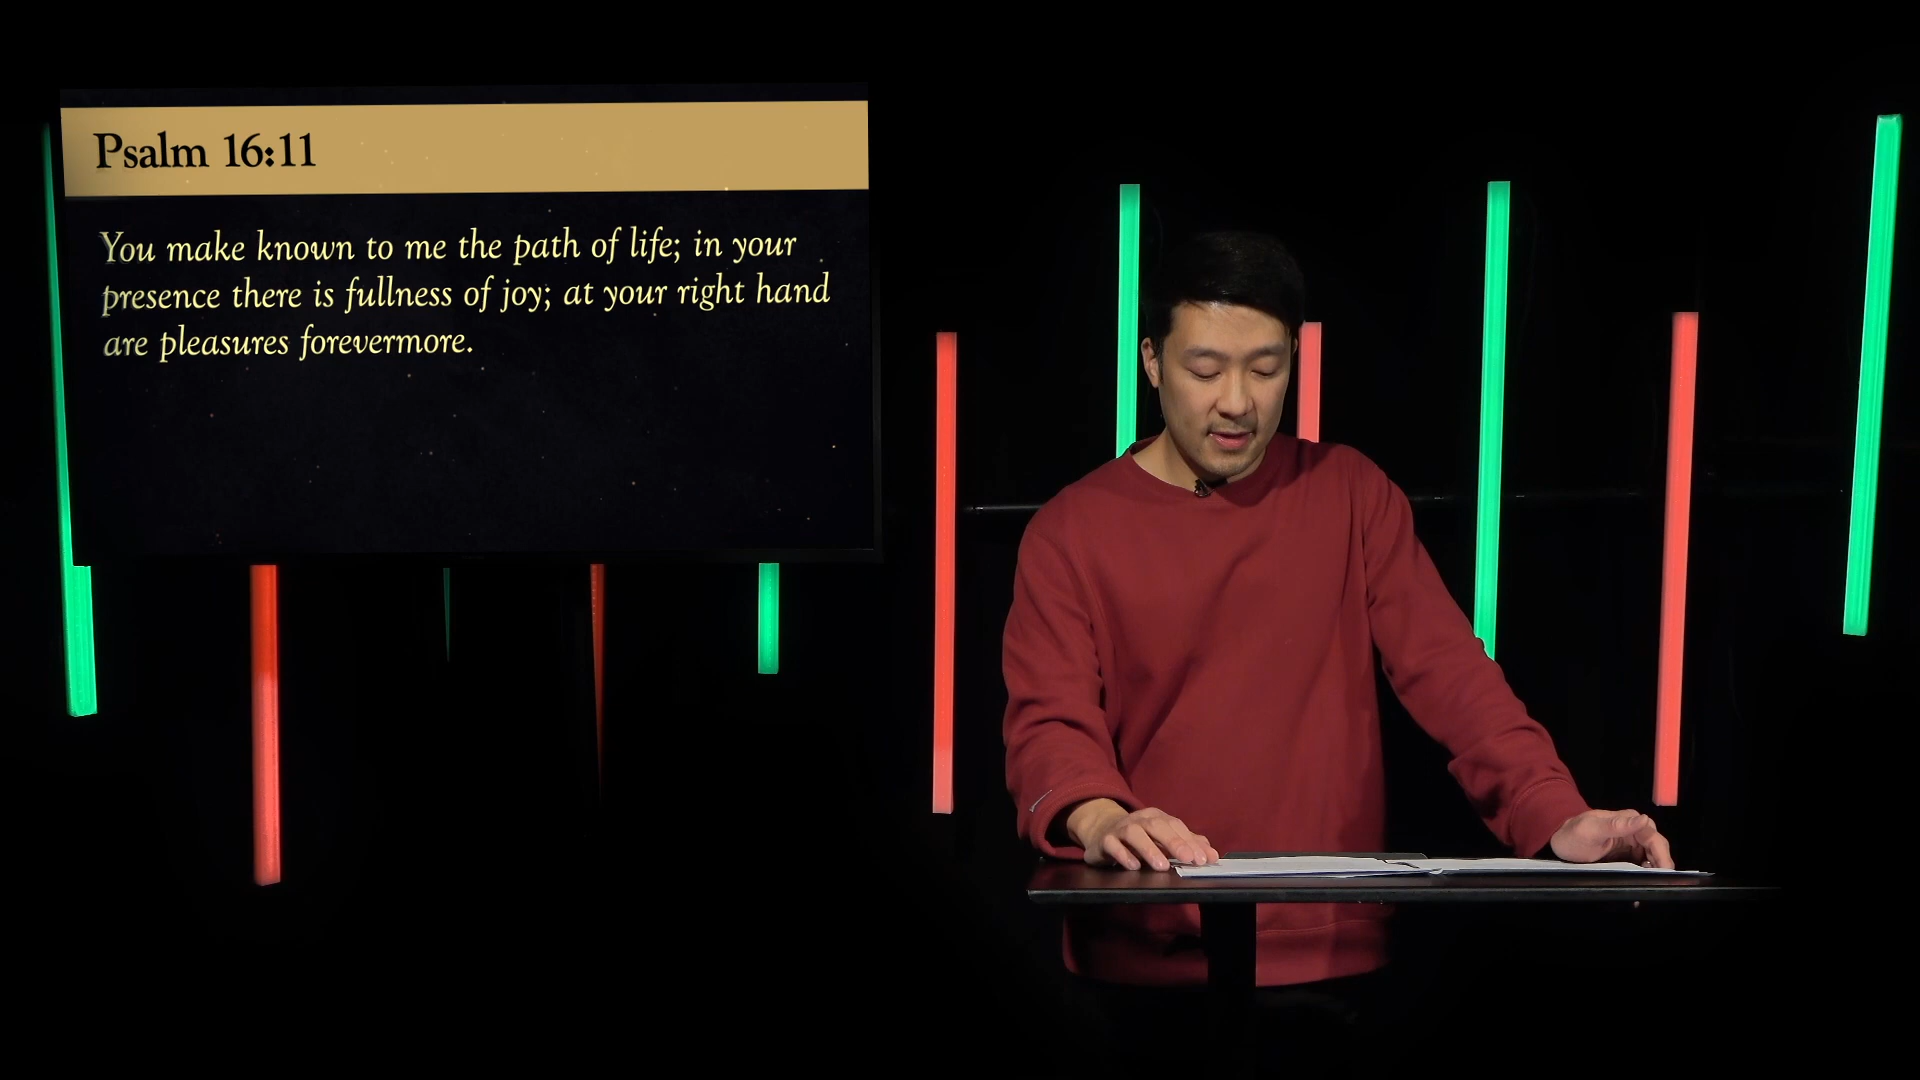 Psalm 16:11
You make known to me the path of life; in your
presence there is fullness of joy; at your right hand
are pleasures forevermore.